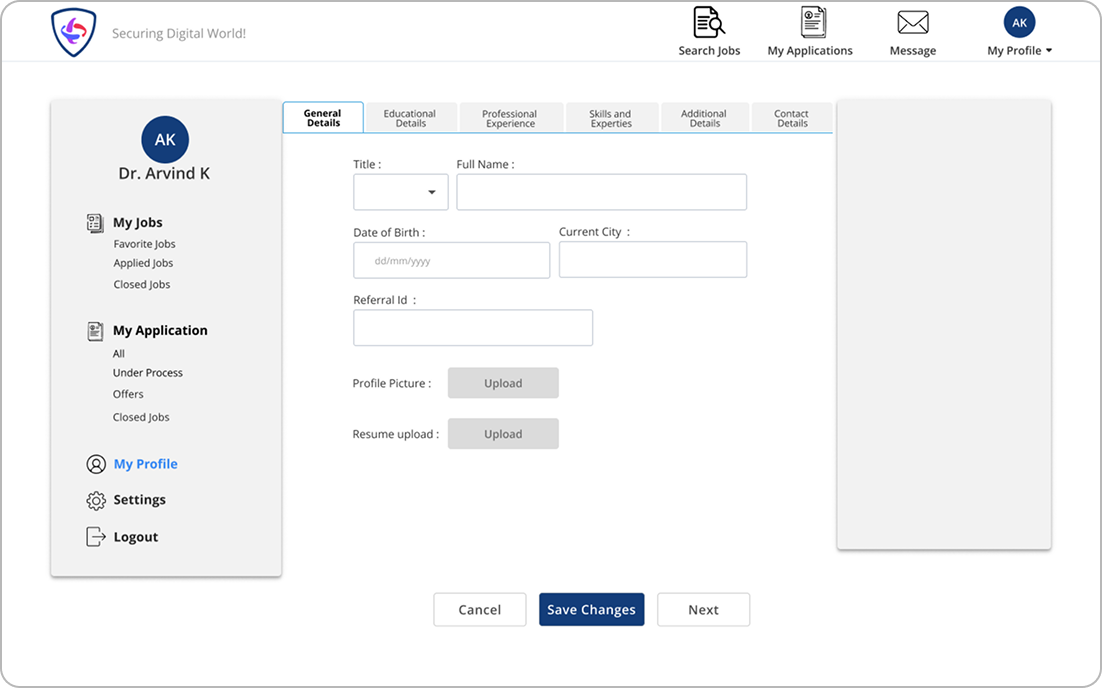 Securing Digital World!
Search Jobs
My Applications
Message
AK
My Profile
AK
Dr. Arvind K
My Jobs
Favorite Jobs
Applied Jobs
Closed Jobs
My Application
All
Under Process
Offers
Closed Jobs
My Profile
Settings
Logout
General
Details
Educational
Details
Professional
Experience
Skills and
Experties
Additional
Details
Contact
Details
Title :
Full Name :
Date of Birth :
Current City :
dd/mm/yyyy
Referral Id :
Profile Picture :
Upload
Resume upload :
Upload
Cancel
Save Changes
Next